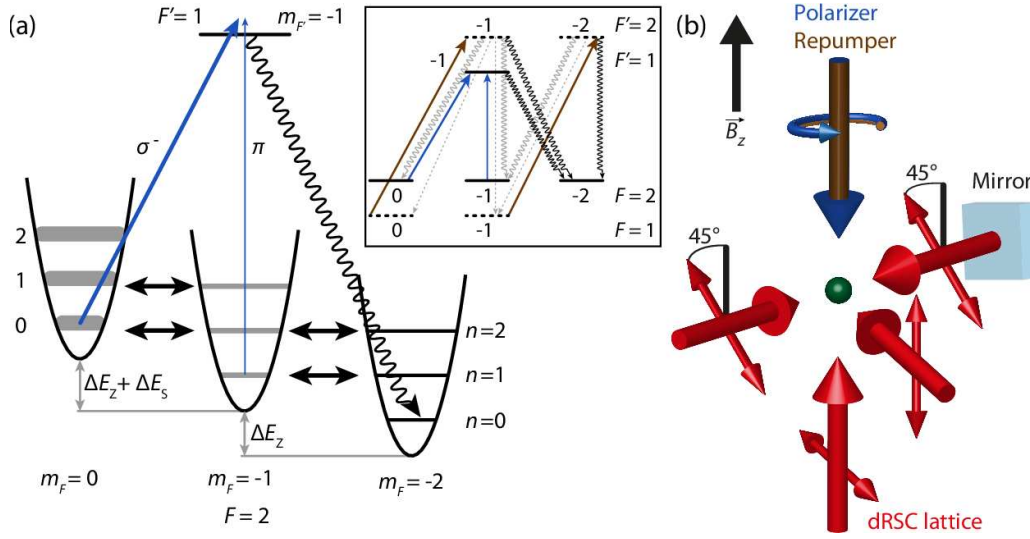 (a)
F' = 1
m_F' = -1
σ⁻
π
2
1
0
n=2
n=1
n=0
ΔE_Z + ΔE_S
ΔE_Z
m_F = 0
m_F = -1
m_F = -2
F = 2
-1
-2
F' = 2
-1
F' = 1
0
-1
-2
F = 2
0
-1
F = 1
(b)
Polarizer
Repumper
B_Z
45°
Mirror
45°
dRSC lattice